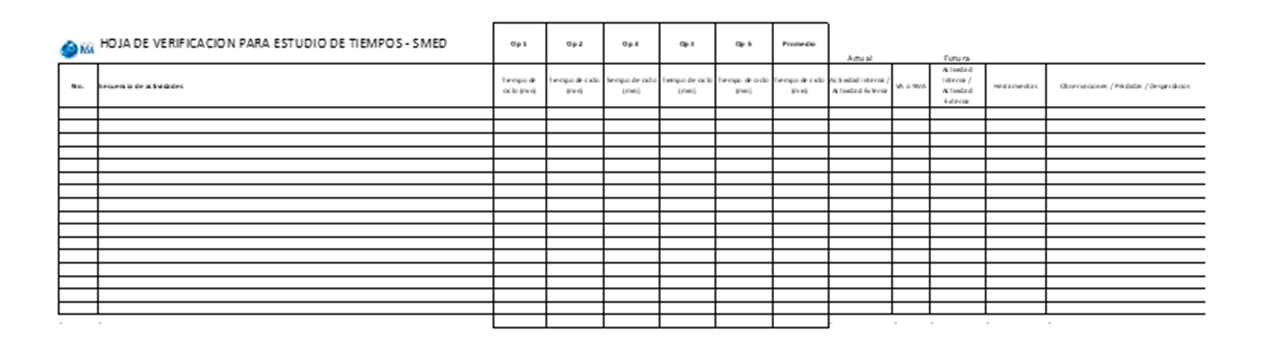 HOJA DE VERIFICACION PARA ESTUDIO DE TIEMPOS - SMED
Op 1 Op 2 Op 3 Op 4 Op 5 Promedio
Actual Futura
No. Secuencia de actividades
Tiempo de ciclo (min)
Tiempo de ciclo (min)
Tiempo de ciclo (min)
Tiempo de ciclo (min)
Tiempo de ciclo (min)
Tiempo de ciclo (min)
Actividad Interna / Actividad Externa
VA o NVA
Actividad Interna / Actividad Externa
Herramientas
Observaciones / Pérdidas / Desperdicios